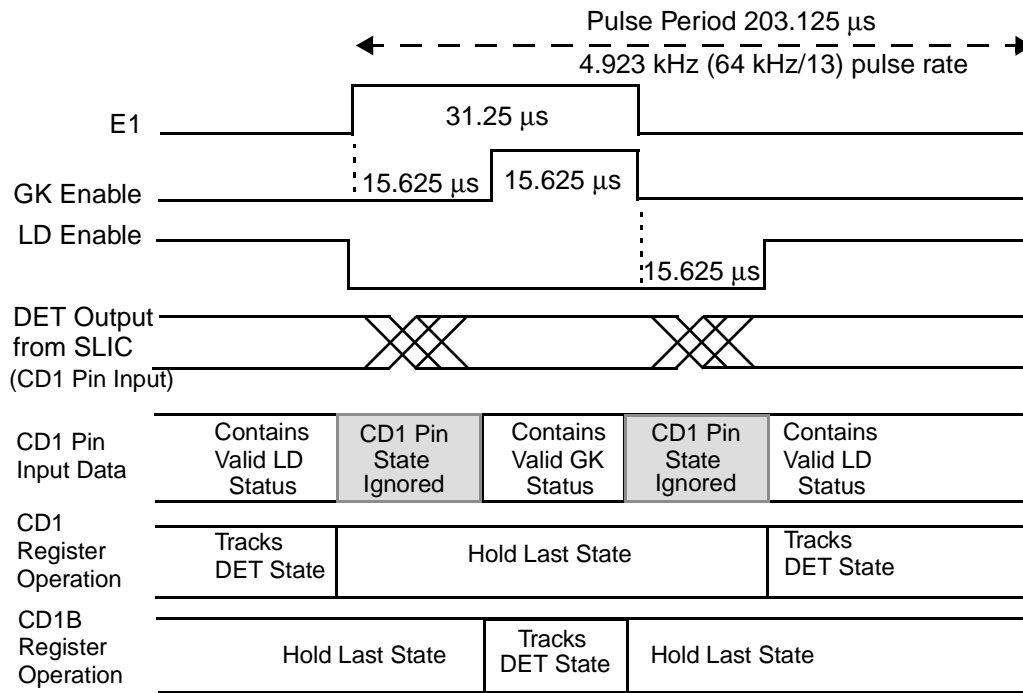 Pulse Period 203.125 μs
4.923 kHz (64 kHz/13) pulse rate
E1
31.25 μs
GK Enable
15.625 μs
15.625 μs
LD Enable
15.625 μs
DET Output
from SLIC
(CD1 Pin Input)
CD1 Pin
Input Data
Contains
Valid LD
Status
CD1 Pin
State
Ignored
Contains
Valid GK
Status
CD1 Pin
State
Ignored
Contains
Valid LD
Status
CD1
Register
Operation
Tracks
DET State
Hold Last State
Tracks
DET State
CD1B
Register
Operation
Hold Last State
Tracks
DET State
Hold Last State